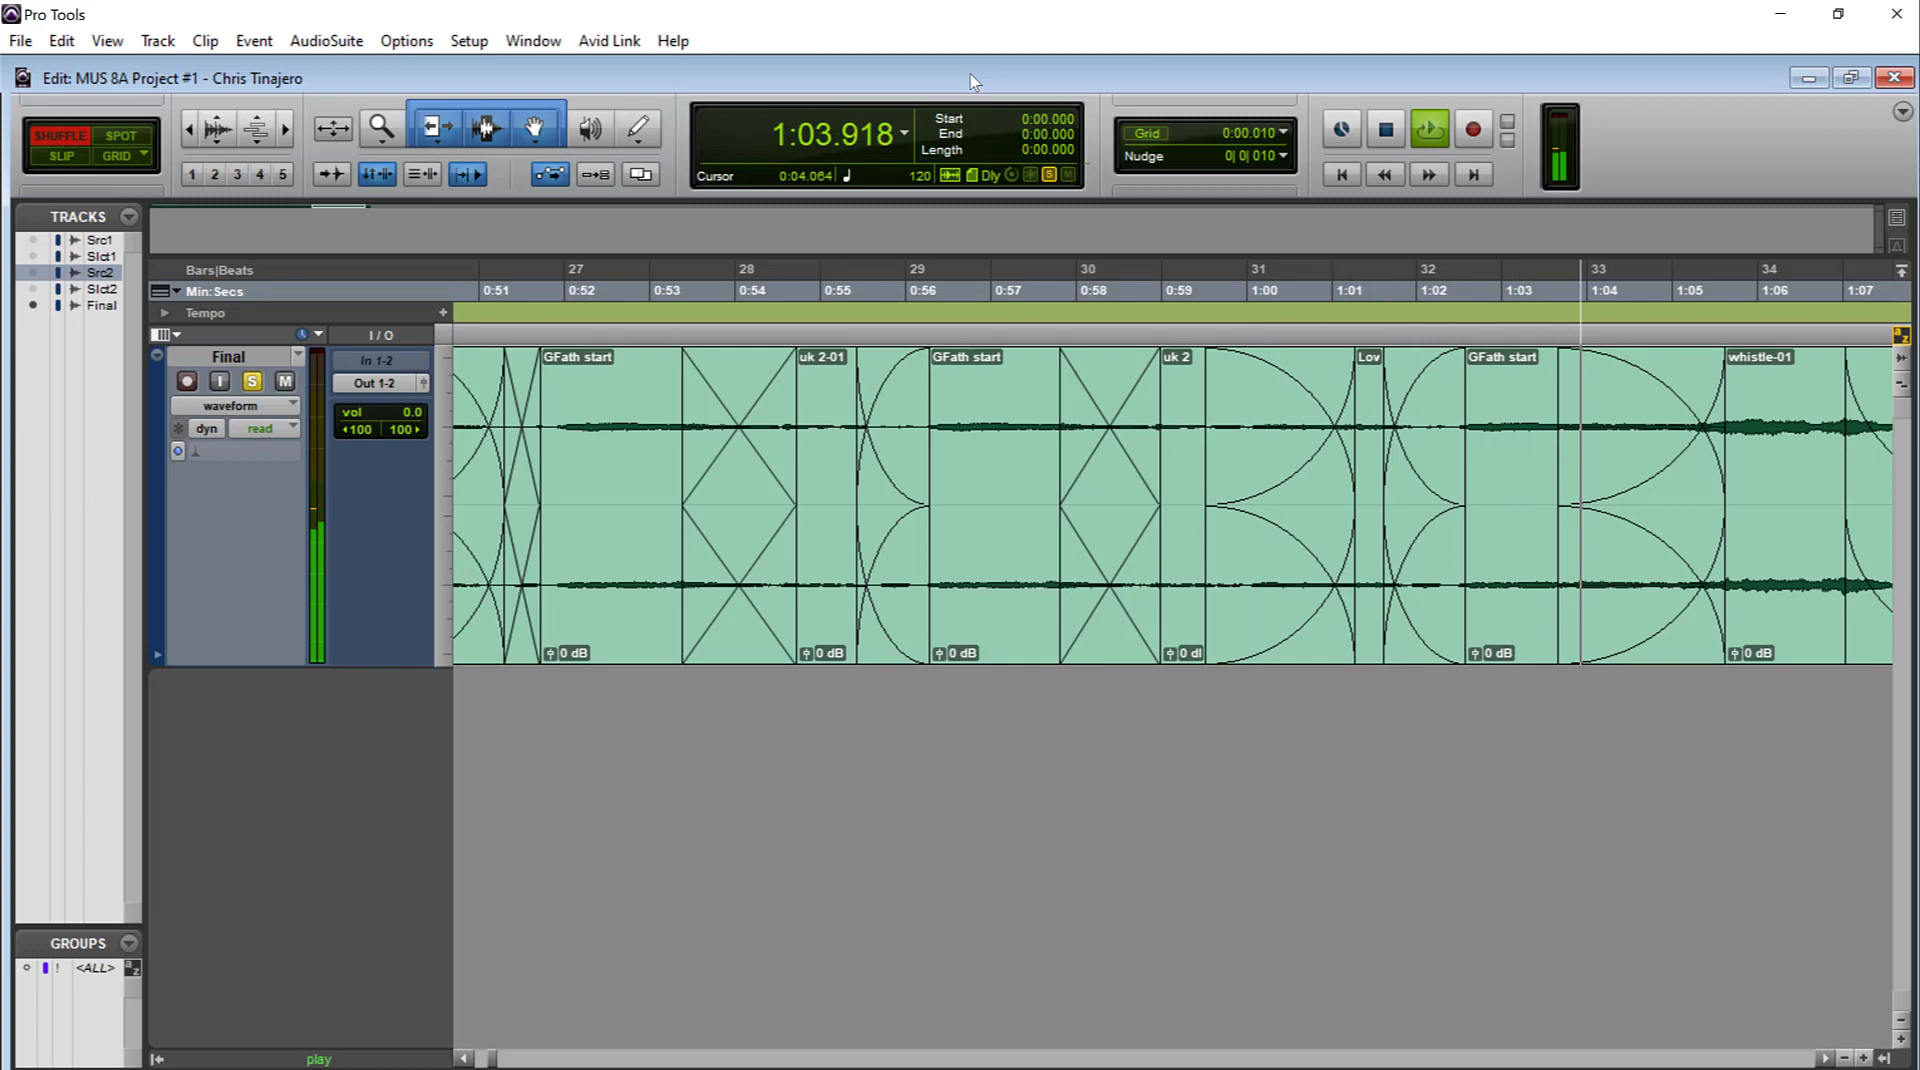 Pro Tools
File Edit View Track Clip Event AudioSuite Options Setup Window Avid Link Help
Edit: MUS 8A Project #1 - Chris Tinajero
SHUFFLE SPOT
SLIP GRID
1 2 3 4 5
1:03.918
Start 0:00.000
End 0:00.000
Length 0:00.000
Cursor 0:04.064 120 Dly S M
Grid 0:00.010
Nudge 0| 0| 010
TRACKS
Src1
Slct1
Src2
Slct2
Final
Bars|Beats 27 28 29 30 31 32 33 34
Min:Secs 0:51 0:52 0:53 0:54 0:55 0:56 0:57 0:58 0:59 1:00 1:01 1:02 1:03 1:04 1:05 1:06 1:07
Tempo
I / O
Final
In 1-2
I S M
Out 1-2
waveform
vol 0.0
dyn read
100 100
GFath start uk 2-01 GFath start uk 2 Lov GFath start whistle-01
0 dB 0 dB 0 dB 0 dl 0 dB 0 dB
a z
GROUPS
! <ALL> a z
play